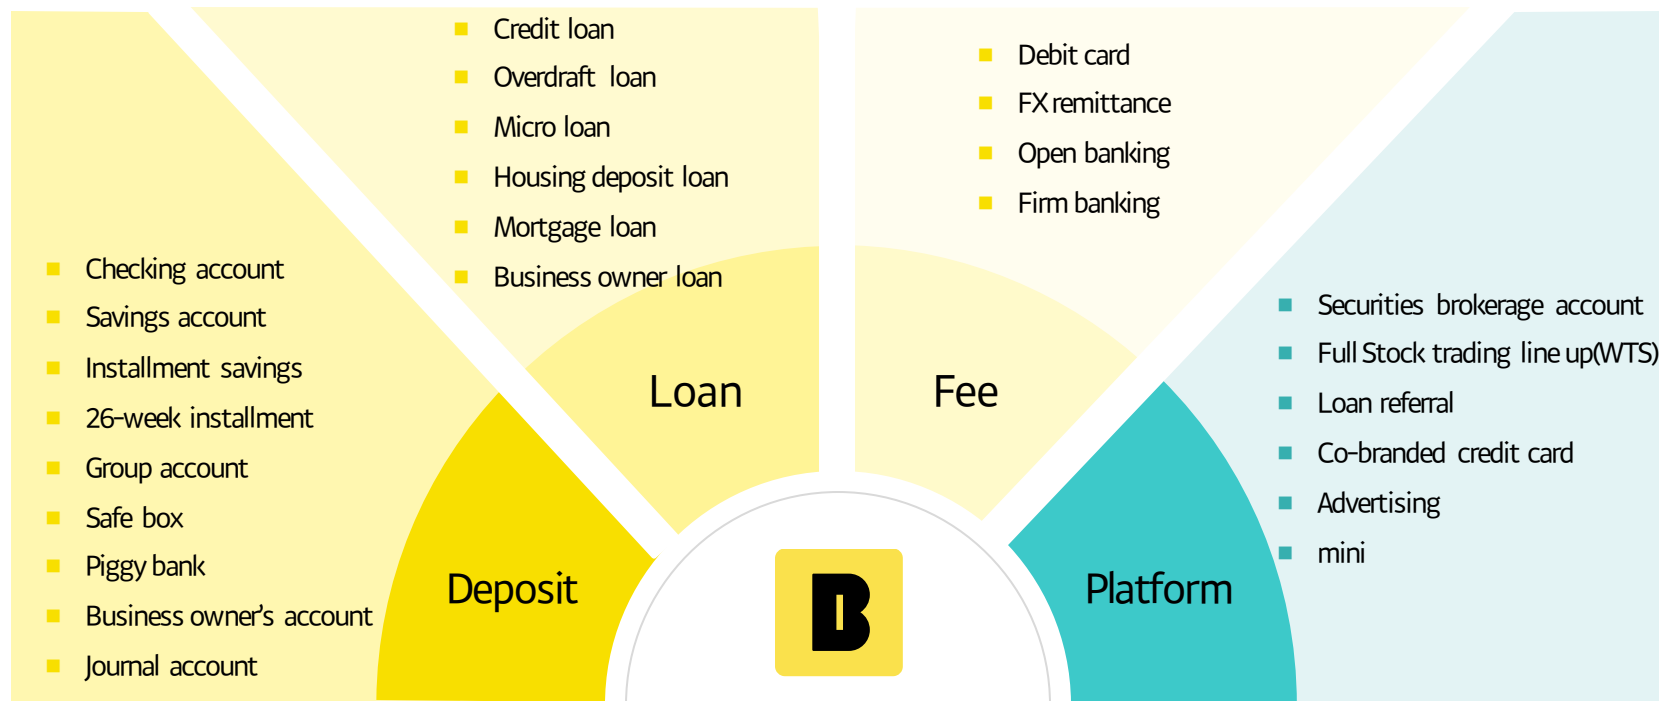 Checking account
Savings account
Installment savings
26-week installment
Group account
Safe box
Piggy bank
Business owner's account
Journal account
Deposit
Credit loan
Overdraft loan
Micro loan
Housing deposit loan
Mortgage loan
Business owner loan
Loan
Debit card
FX remittance
Open banking
Firm banking
Fee
Securities brokerage account
Full Stock trading line up(WTS)
Loan referral
Co-branded credit card
Advertising
mini
Platform
B